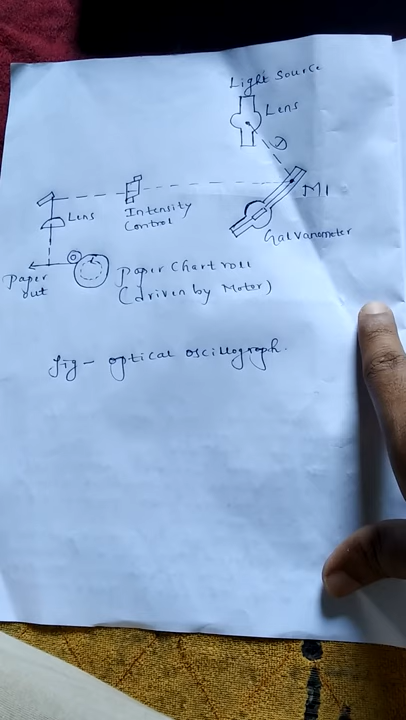 Light Source
Lens
M1
Galvanometer
Intensity
Control
Lens
Paper
out
Paper Chart roll
(driven by Motor)
fig - optical oscillograph.